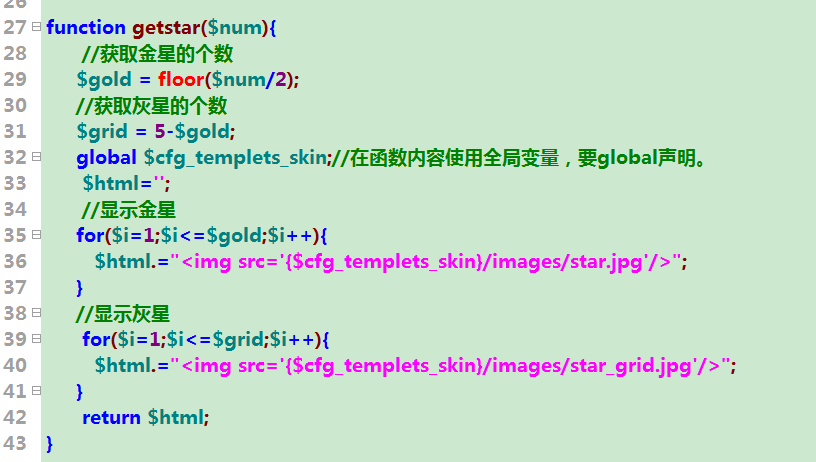 26
27 function getstar($num){
28 //获取金星的个数
29 $gold = floor($num/2);
30 //获取灰星的个数
31 $grid = 5-$gold;
32 global $cfg_templets_skin;//在函数内容使用全局变量，要global声明。
33 $html='';
34 //显示金星
35 for($i=1;$i<=$gold;$i++){
36 $html.="<img src='{$cfg_templets_skin}/images/star.jpg'/>";
37 }
38 //显示灰星
39 for($i=1;$i<=$grid;$i++){
40 $html.="<img src='{$cfg_templets_skin}/images/star_grid.jpg'/>";
41 }
42 return $html;
43 }